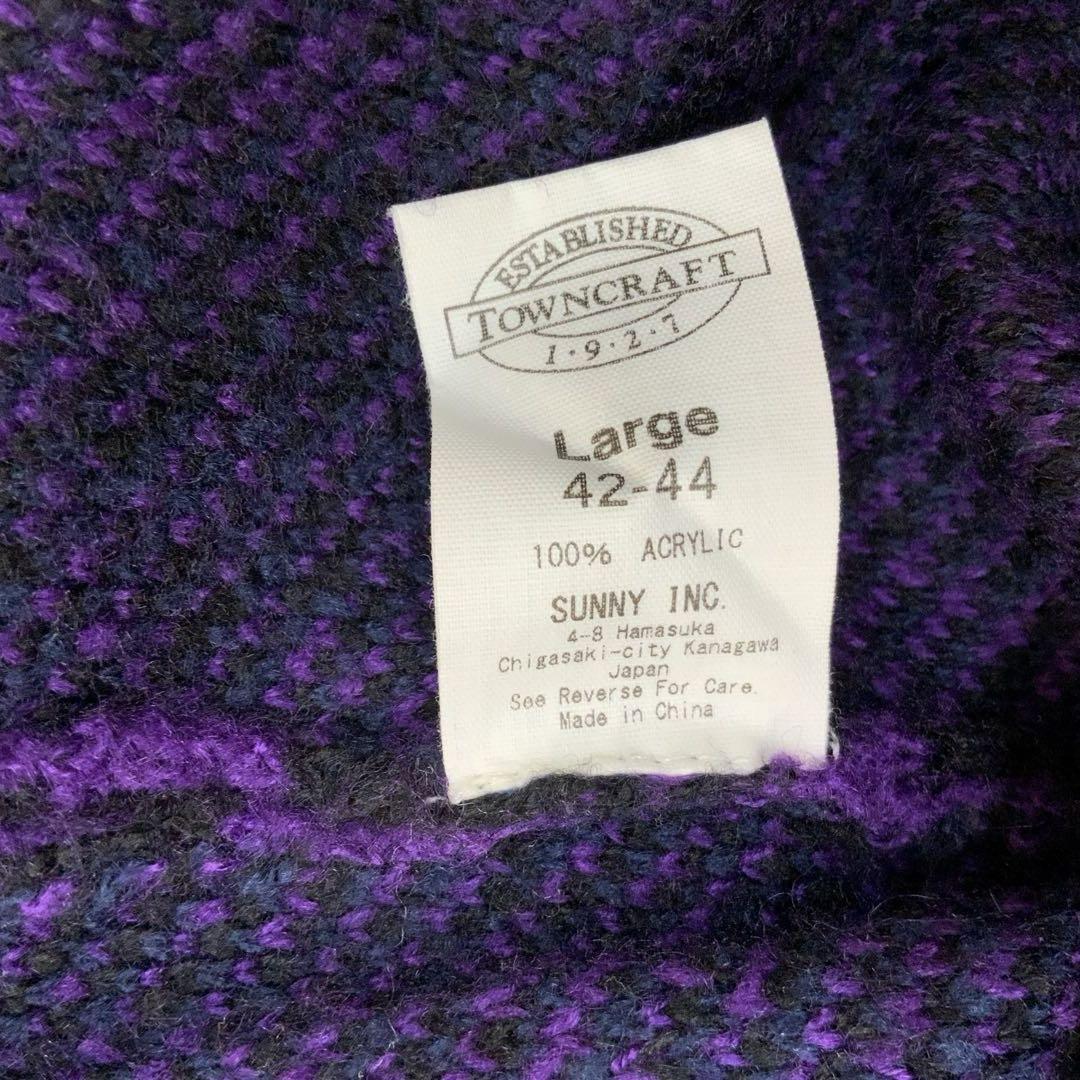 ESTABLISHED
TOWNCRAFT
1·9·2·7
Large
42-44
100% ACRYLIC
SUNNY INC.
4-8 Hamasuka
Chigasaki-city Kanagawa
Japan
See Reverse For Care.
Made in China